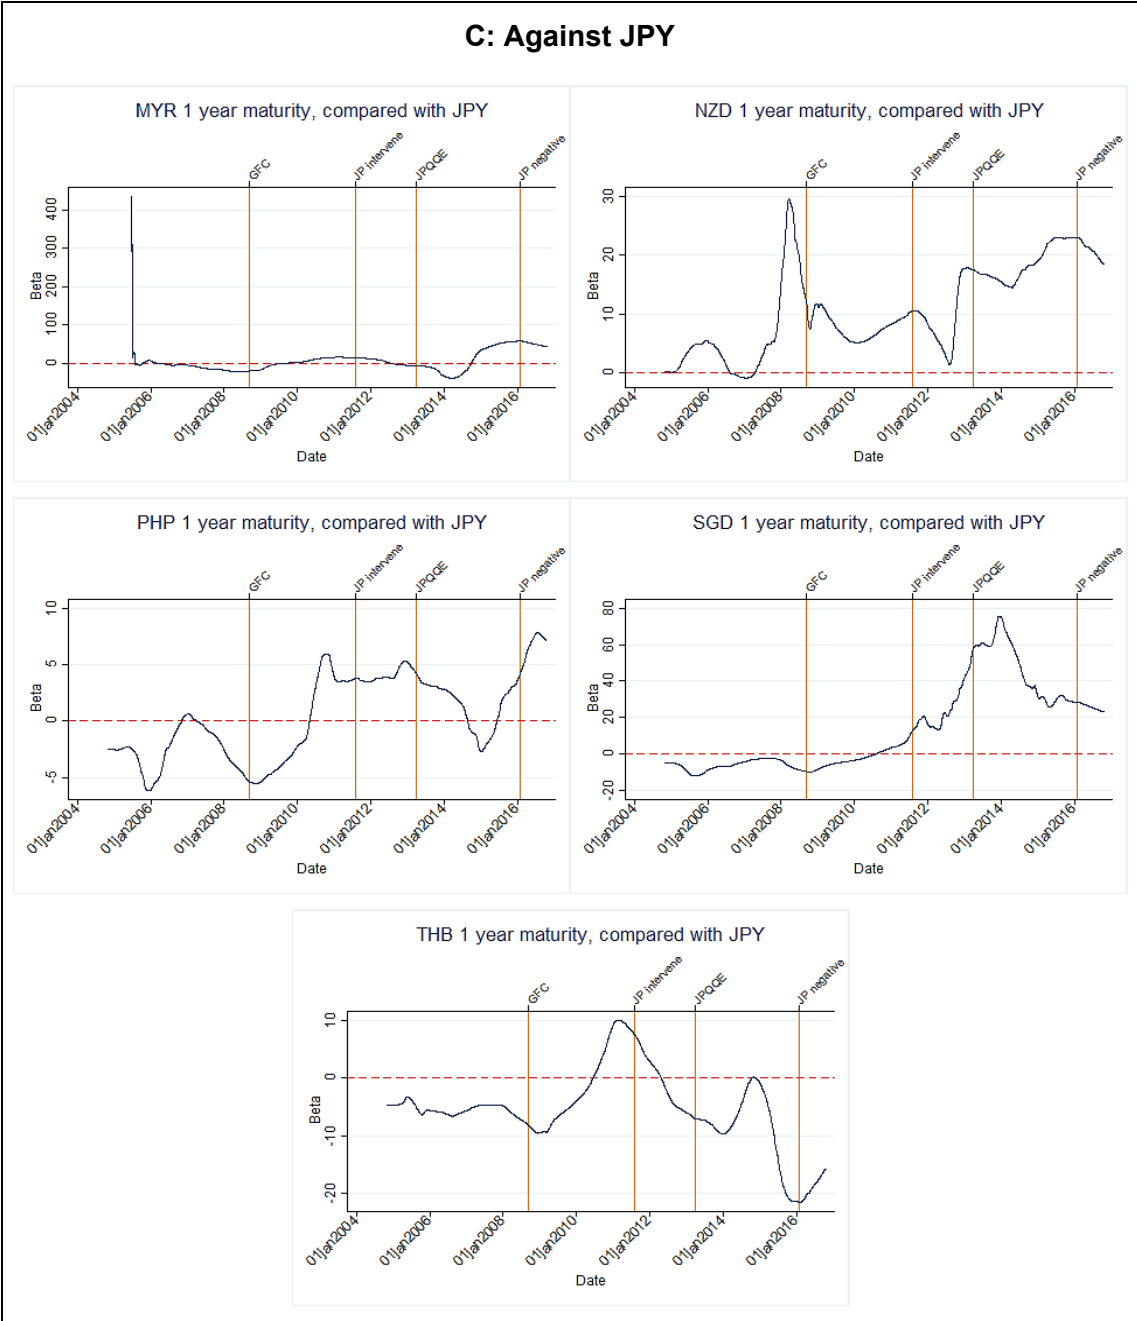 C: Against JPY
MYR 1 year maturity, compared with JPY
GFC
JP intervene
JPQQE
JP negative
Beta
400
300
200
100
0
01jan2004
01jan2006
01jan2008
01jan2010
01jan2012
01jan2014
01jan2016
Date
NZD 1 year maturity, compared with JPY
GFC
JP intervene
JPQQE
JP negative
Beta
30
20
10
0
01jan2004
01jan2006
01jan2008
01jan2010
01jan2012
01jan2014
01jan2016
Date
PHP 1 year maturity, compared with JPY
GFC
JP intervene
JPQQE
JP negative
Beta
10
5
0
-5
01jan2004
01jan2006
01jan2008
01jan2010
01jan2012
01jan2014
01jan2016
Date
SGD 1 year maturity, compared with JPY
GFC
JP intervene
JPQQE
JP negative
Beta
80
60
40
20
0
-20
01jan2004
01jan2006
01jan2008
01jan2010
01jan2012
01jan2014
01jan2016
Date
THB 1 year maturity, compared with JPY
GFC
JP intervene
JPQQE
JP negative
Beta
10
0
-10
-20
01jan2004
01jan2006
01jan2008
01jan2010
01jan2012
01jan2014
01jan2016
Date